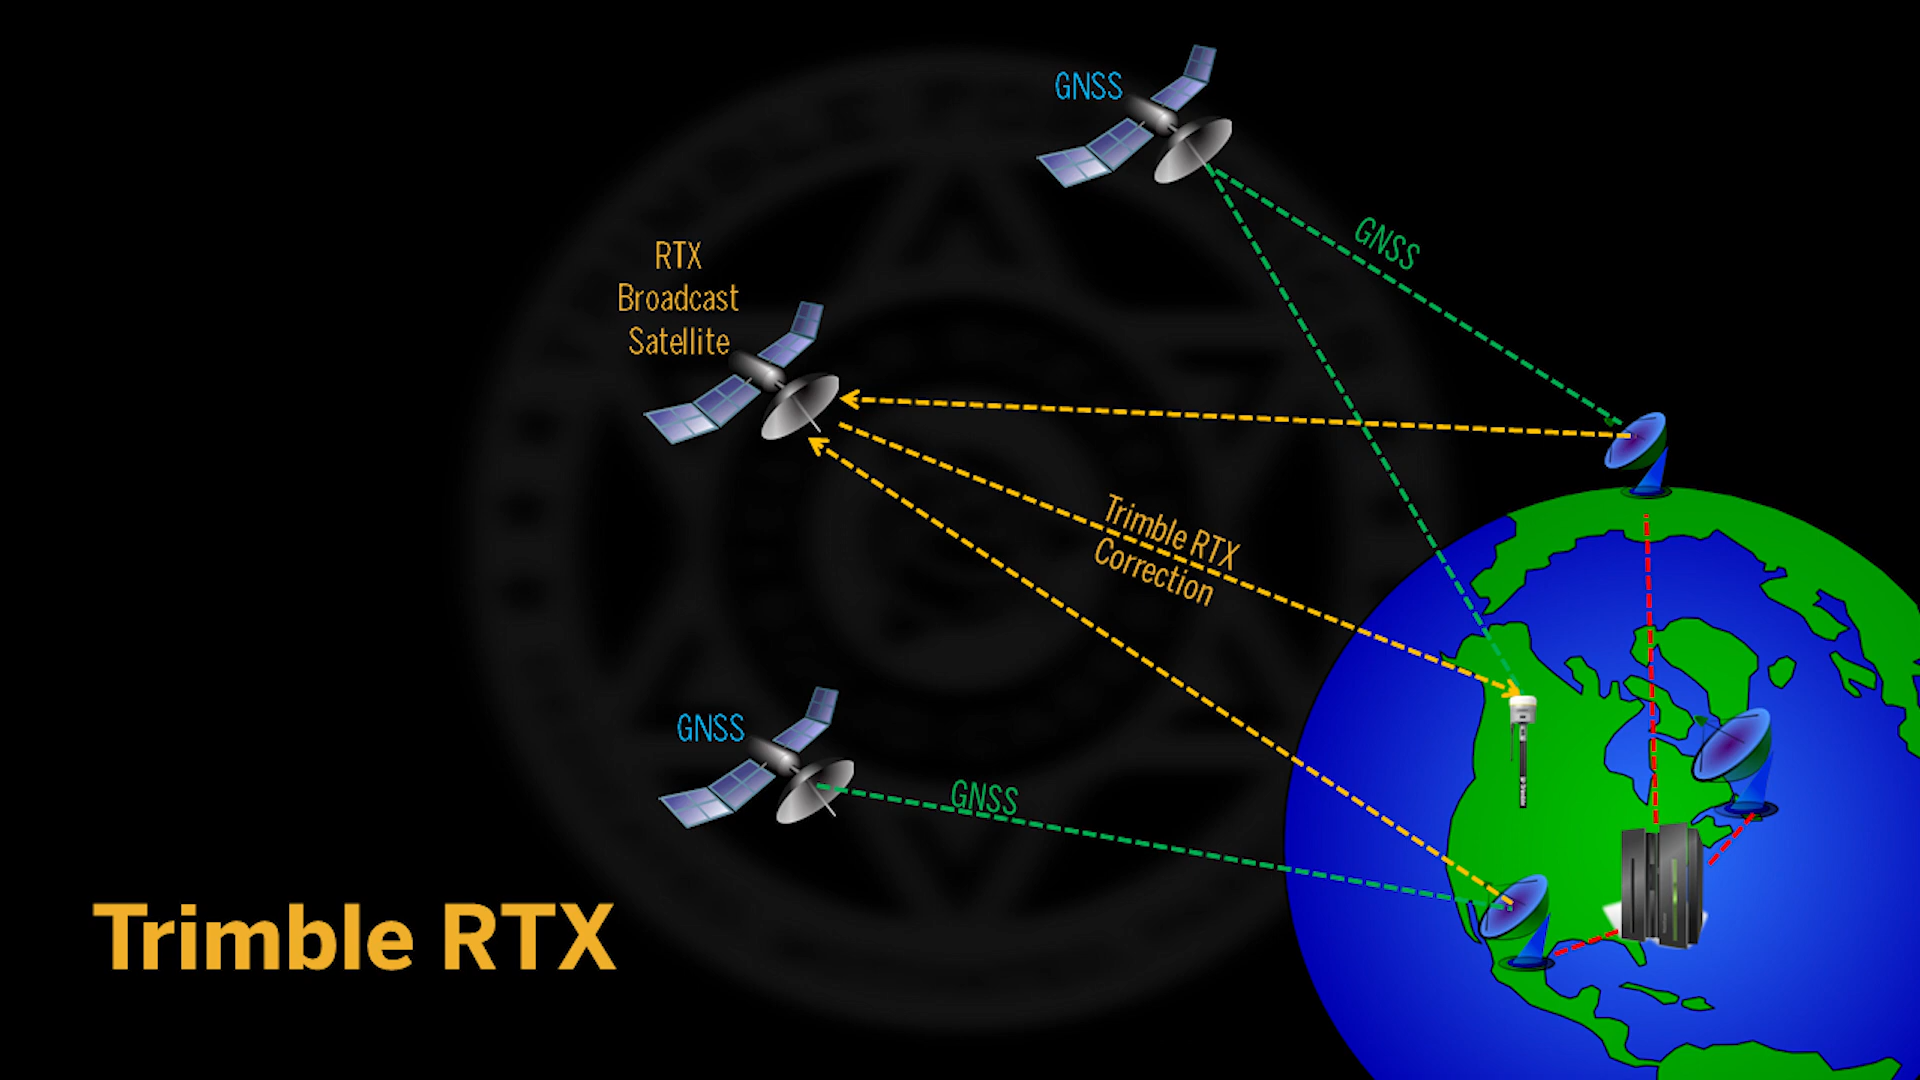 GNSS
GNSS
RTX
Broadcast
Satellite
Trimble RTX
Correction
GNSS
GNSS
Trimble RTX